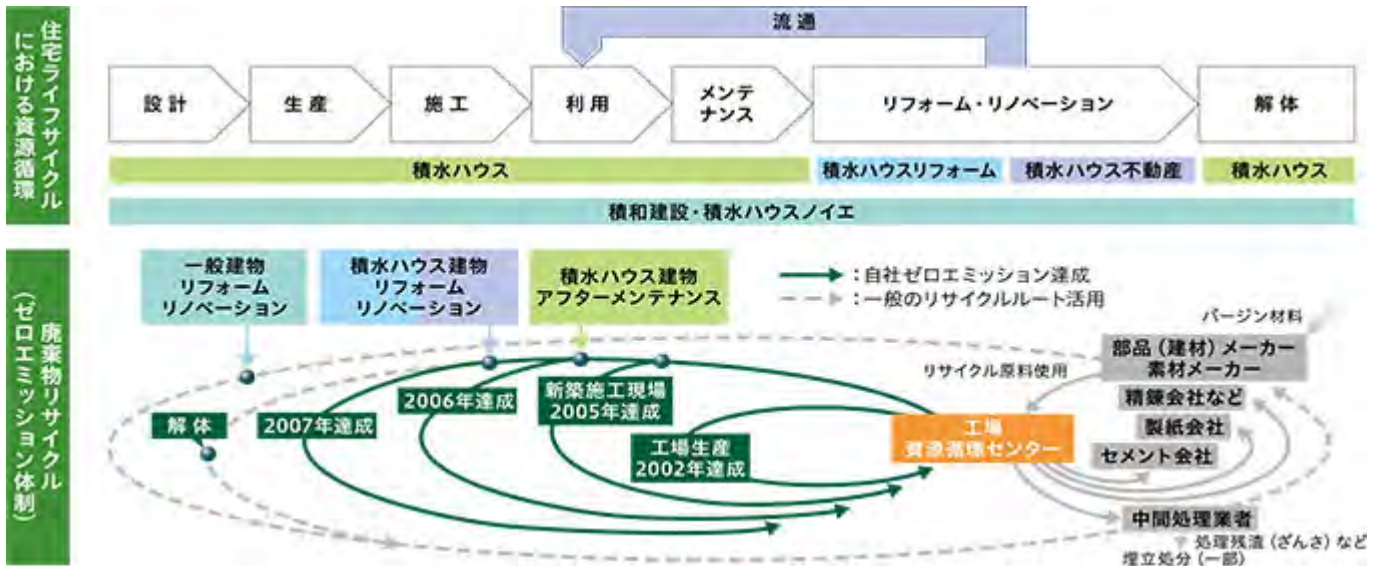 住宅ライフサイクル
における資源循環
流通
設計
生産
施工
利用
メンテ
ナンス
リフォーム・リノベーション
解体
積水ハウス
積水ハウスリフォーム
積水ハウス不動産
積水ハウス
積和建設・積水ハウスノイエ
廃棄物リサイクル
（ゼロエミッション体制）
一般建物
リフォーム
リノベーション
積水ハウス建物
リフォーム
リノベーション
積水ハウス建物
アフターメンテナンス
：自社ゼロエミッション達成
：一般のリサイクルルート活用
バージン材料
部品（建材）メーカー
素材メーカー
リサイクル原料使用
精錬会社など
製紙会社
セメント会社
解体
2007年達成
2006年達成
新築施工現場
2005年達成
工場生産
2002年達成
工場
資源循環センター
中間処理業者
処理残渣（ざんさ）など
埋立処分（一部）